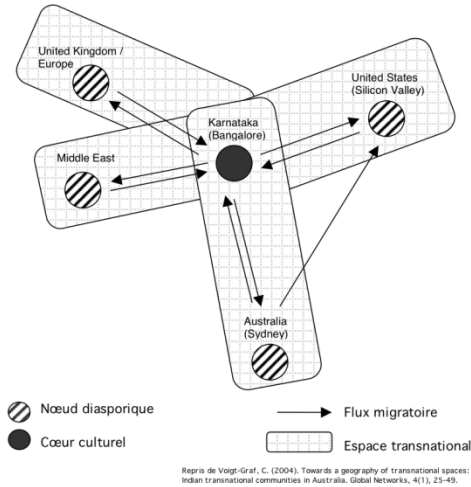 United Kingdom /
Europe
United States
(Silicon Valley)
Karnataka
(Bangalore)
Middle East
Australia
(Sydney)
Nœud diasporique
Flux migratoire
Cœur culturel
Espace transnational
Repris de Voigt-Graf, C. (2004). Towards a geography of transnational spaces:
Indian transnational communities in Australia. Global Networks, 4(1), 25-49.